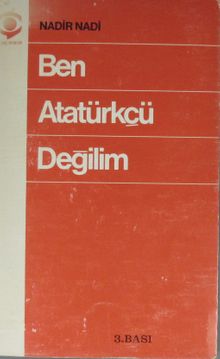 NADİR NADİ
Ben
Atatürkçü
Değilim
3.BASI